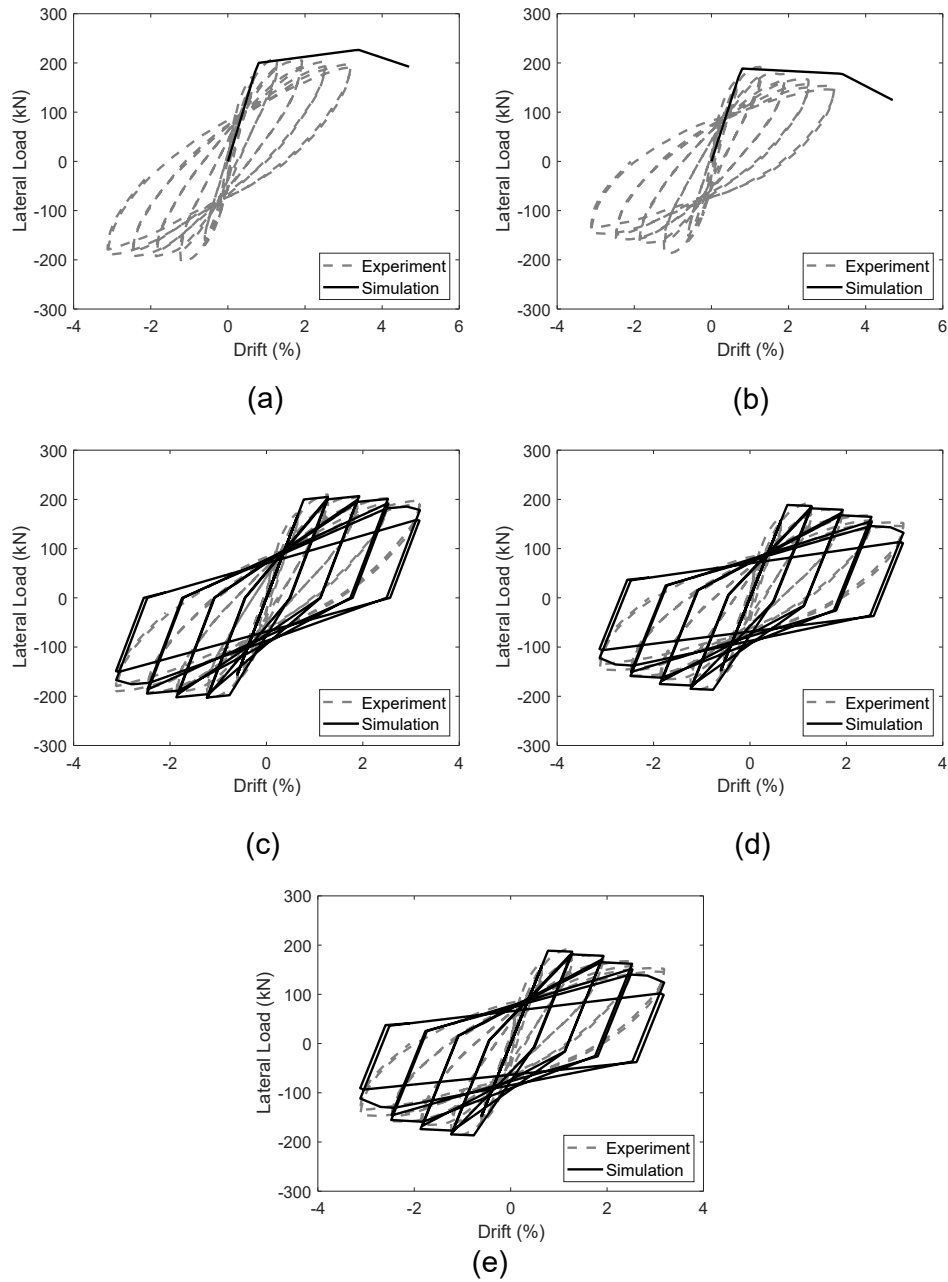 300
200
100
0
-100
-200
-300
Lateral Load (kN)
-4 -2 0 2 4 6
Drift (%)
Experiment
Simulation
(a)
300
200
100
0
-100
-200
-300
Lateral Load (kN)
-4 -2 0 2 4 6
Drift (%)
Experiment
Simulation
(b)
300
200
100
0
-100
-200
-300
Lateral Load (kN)
-4 -2 0 2 4
Drift (%)
Experiment
Simulation
(c)
300
200
100
0
-100
-200
-300
Lateral Load (kN)
-4 -2 0 2 4
Drift (%)
Experiment
Simulation
(d)
300
200
100
0
-100
-200
-300
Lateral Load (kN)
-4 -2 0 2 4
Drift (%)
Experiment
Simulation
(e)